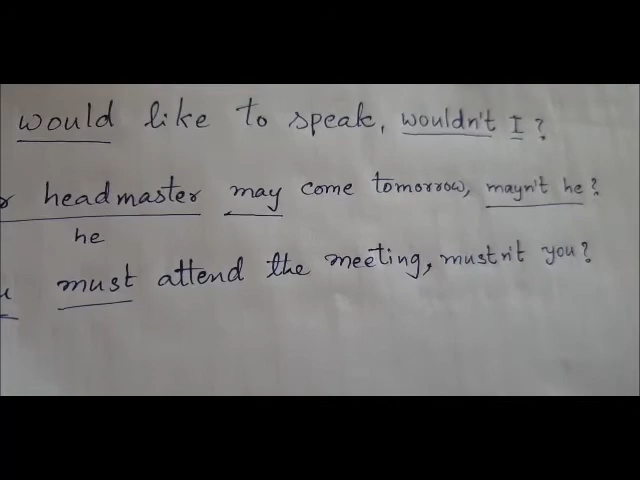 would like to speak, wouldn't I?
headmaster may come tomorrow, mayn't he?
he
must attend the meeting, mustn't you?